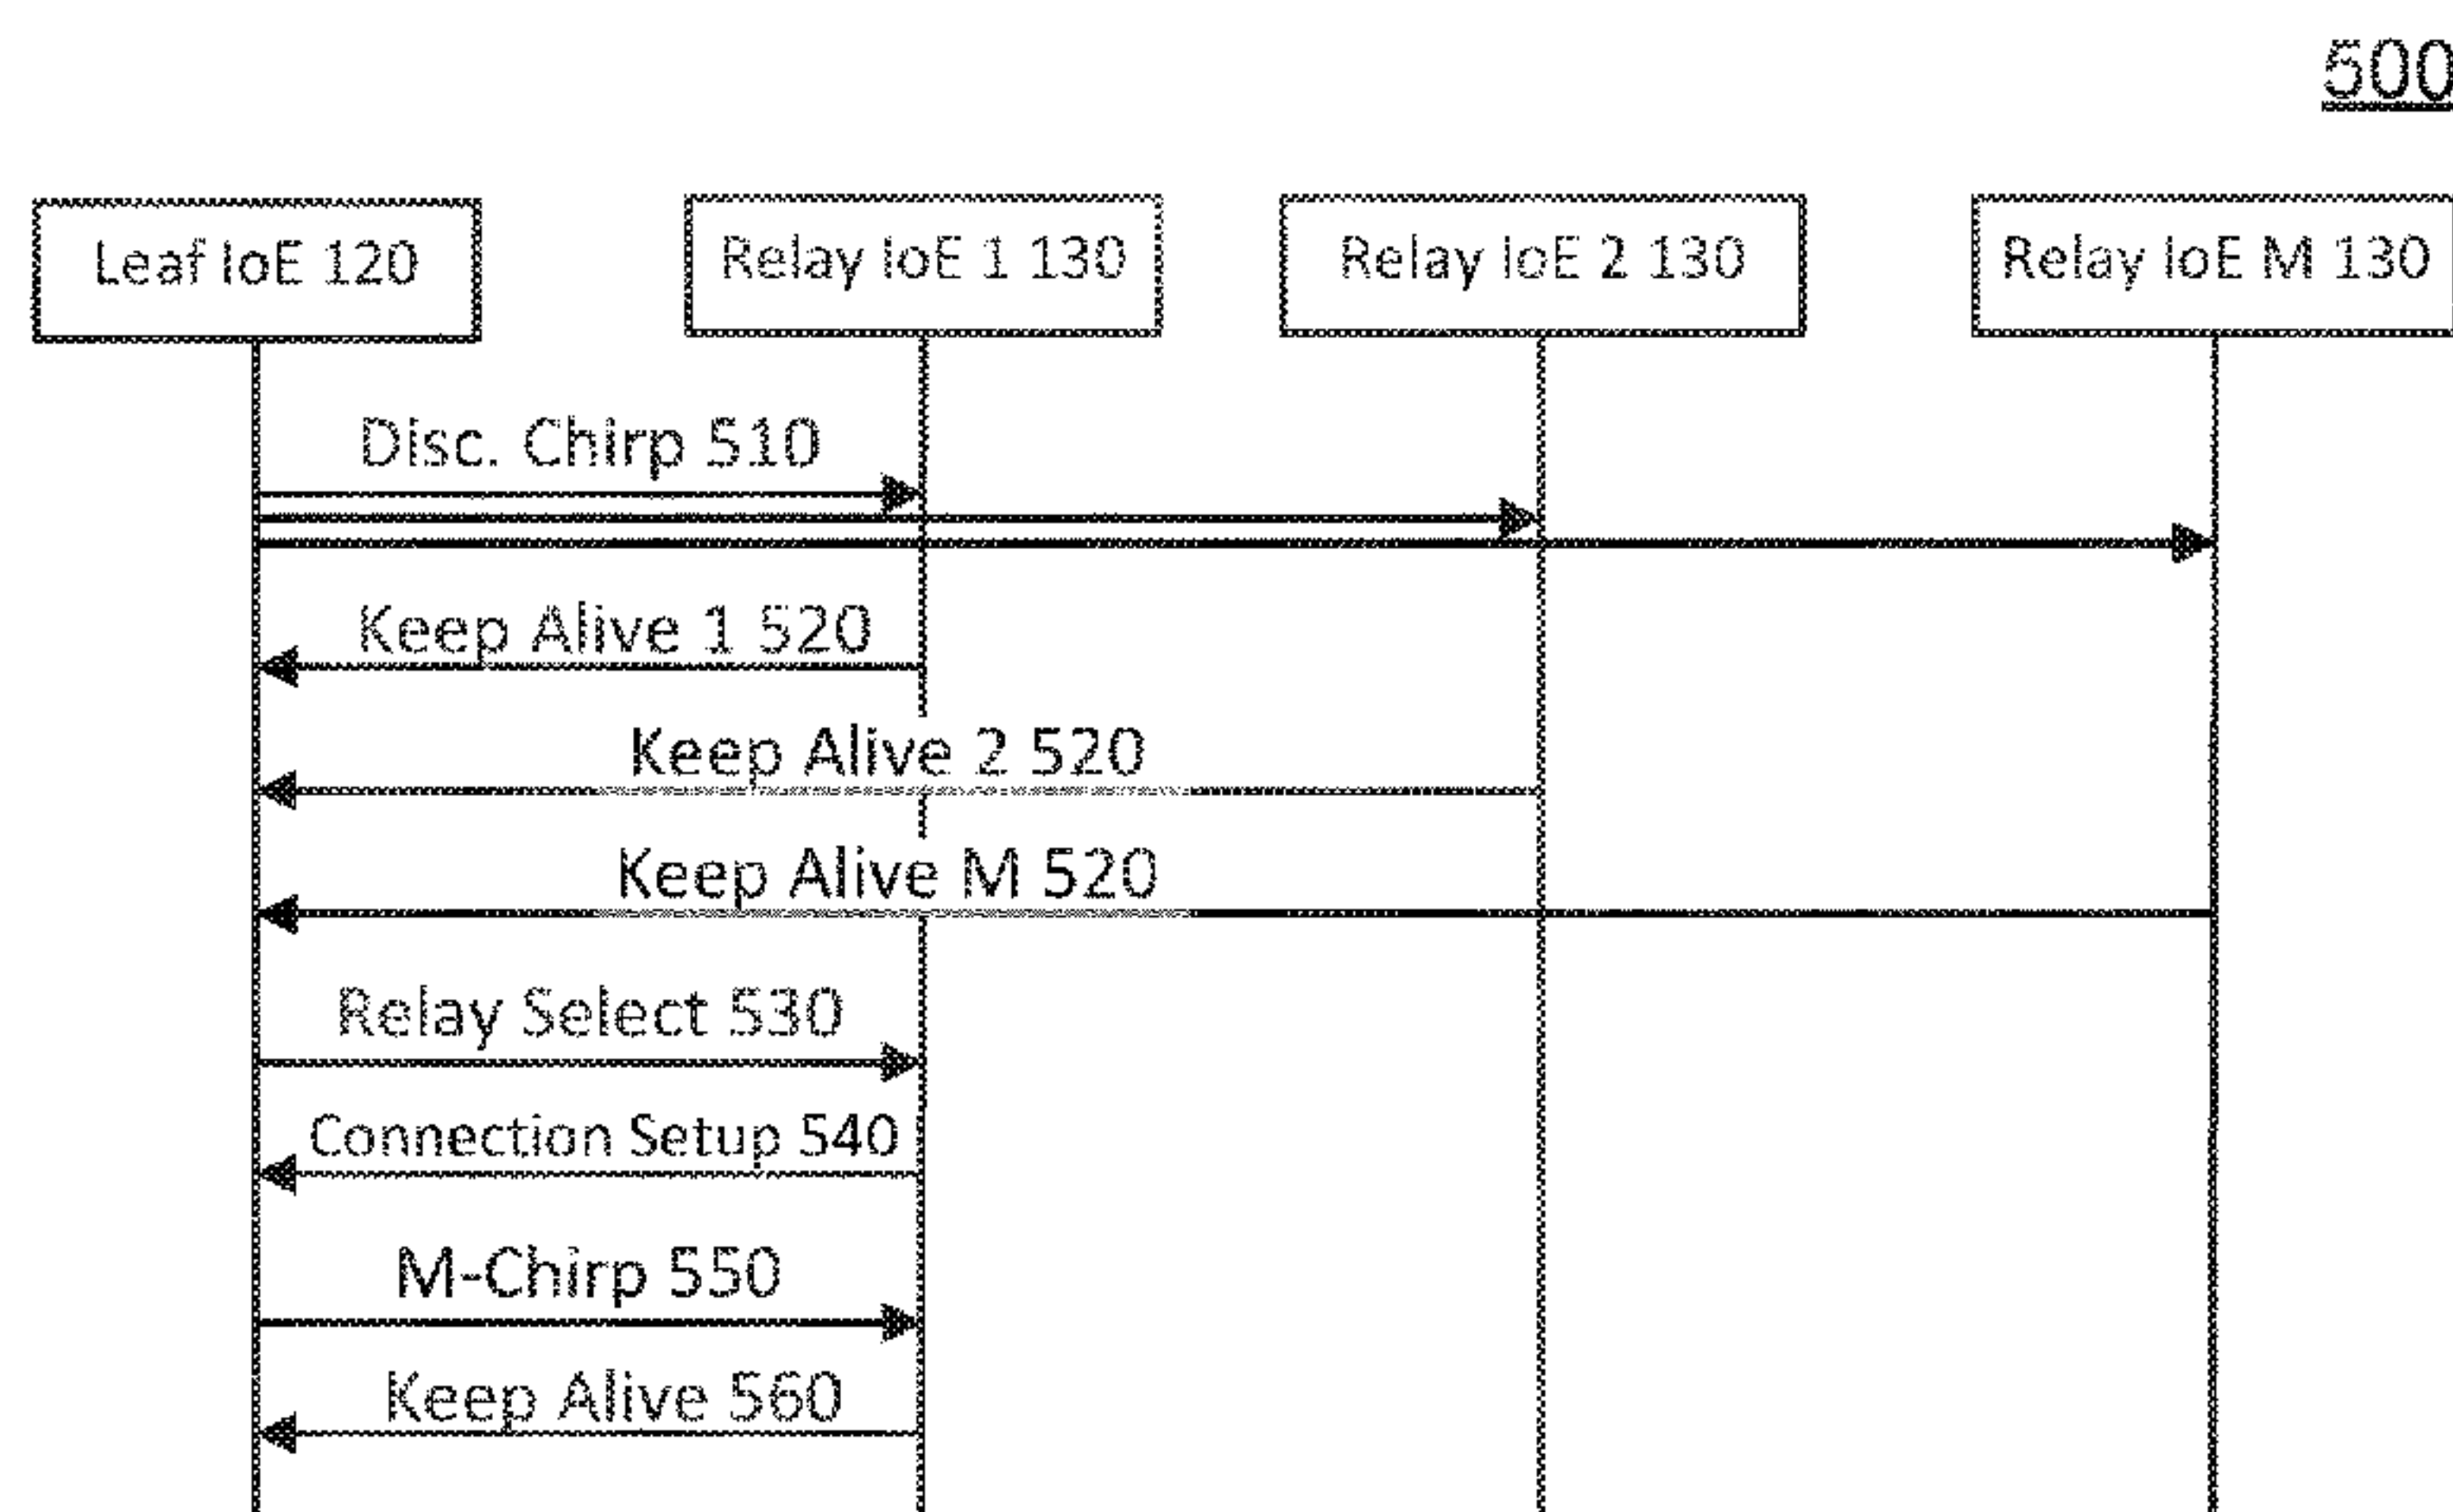 500
Leaf IoE 120
Relay IoE 1 130
Relay IoE 2 130
Relay IoE M 130
Disc. Chirp 510
Keep Alive 1 520
Keep Alive 2 520
Keep Alive M 520
Relay Select 530
Connection Setup 540
M-Chirp 550
Keep Alive 560